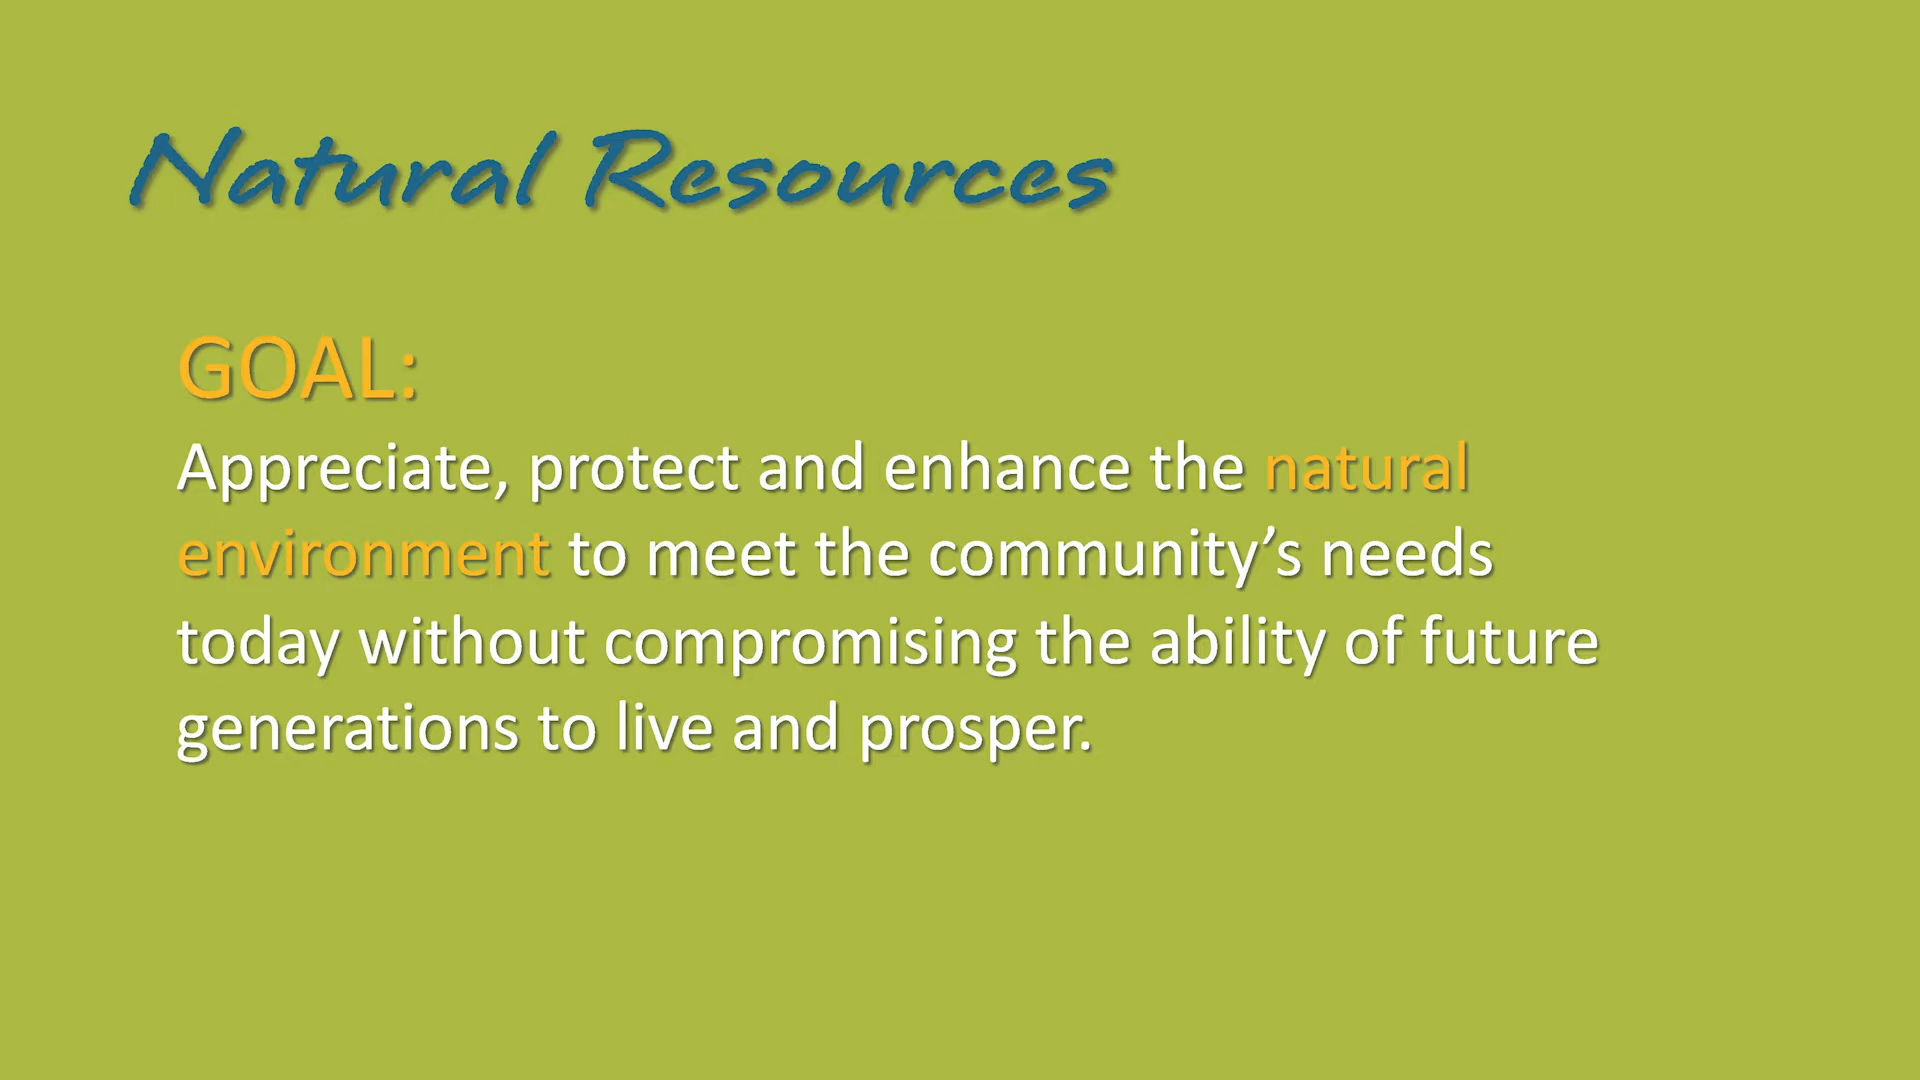 Natural Resources
GOAL:
Appreciate, protect and enhance the natural
environment to meet the community’s needs
today without compromising the ability of future
generations to live and prosper.